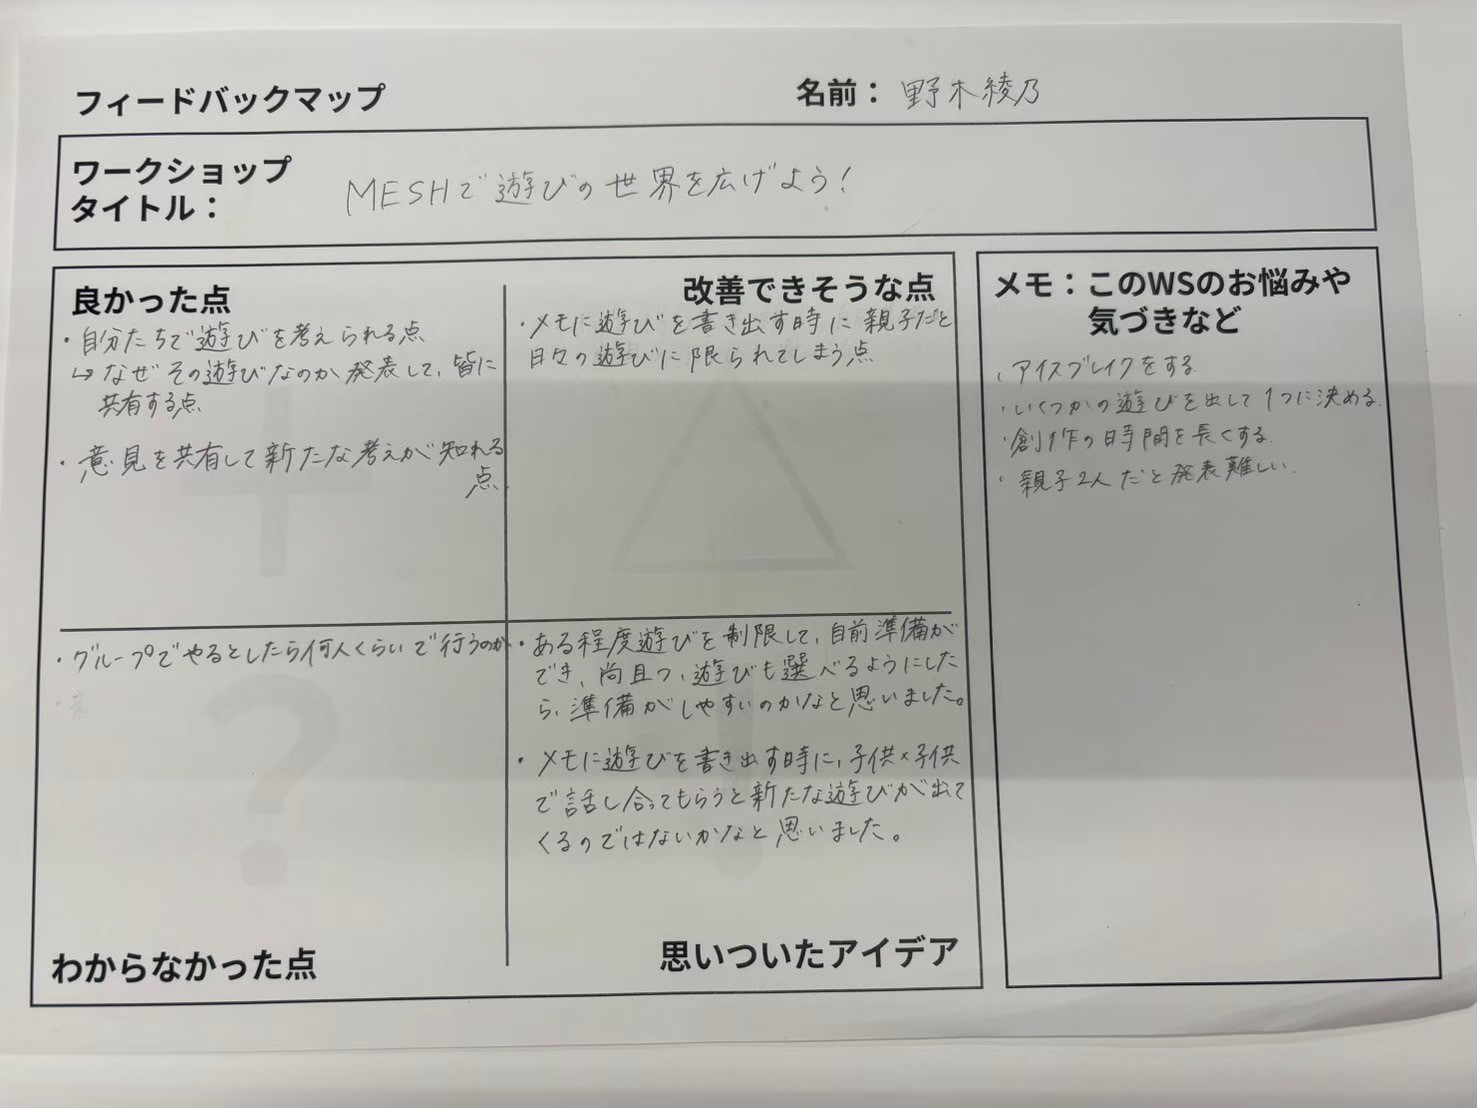 フィードバックマップ
名前： 野木綾乃
ワークショップ
タイトル：
MESHで遊びの世界を広げよう！
良かった点
・自分たちで遊びを考えられる点
↳ なぜその遊びなのか発表して、皆に
共有する点
・意見を共有して新たな考えが知れる
点
改善できそうな点
・メモに遊びを書き出す時に親子だと
日々の遊びに限られてしまう点
・グループでやるとしたら何人くらいで行うのか
わからなかった点
・ある程度遊びを制限して、自前準備が
でき、尚且つ、遊びも選べるようにした
ら、準備がしやすいのかなと思いました。
・メモに遊びを書き出す時に、子供×子供
で話し合ってもらうと新たな遊びが出て
くるのではないかなと思いました。
思いついたアイデア
メモ：このWSのお悩みや
気づきなど
・アイスブレイクをする
・いくつかの遊びを出して1つに決める.
・創作の時間を長くする.
・親子2人だと発表難しい.